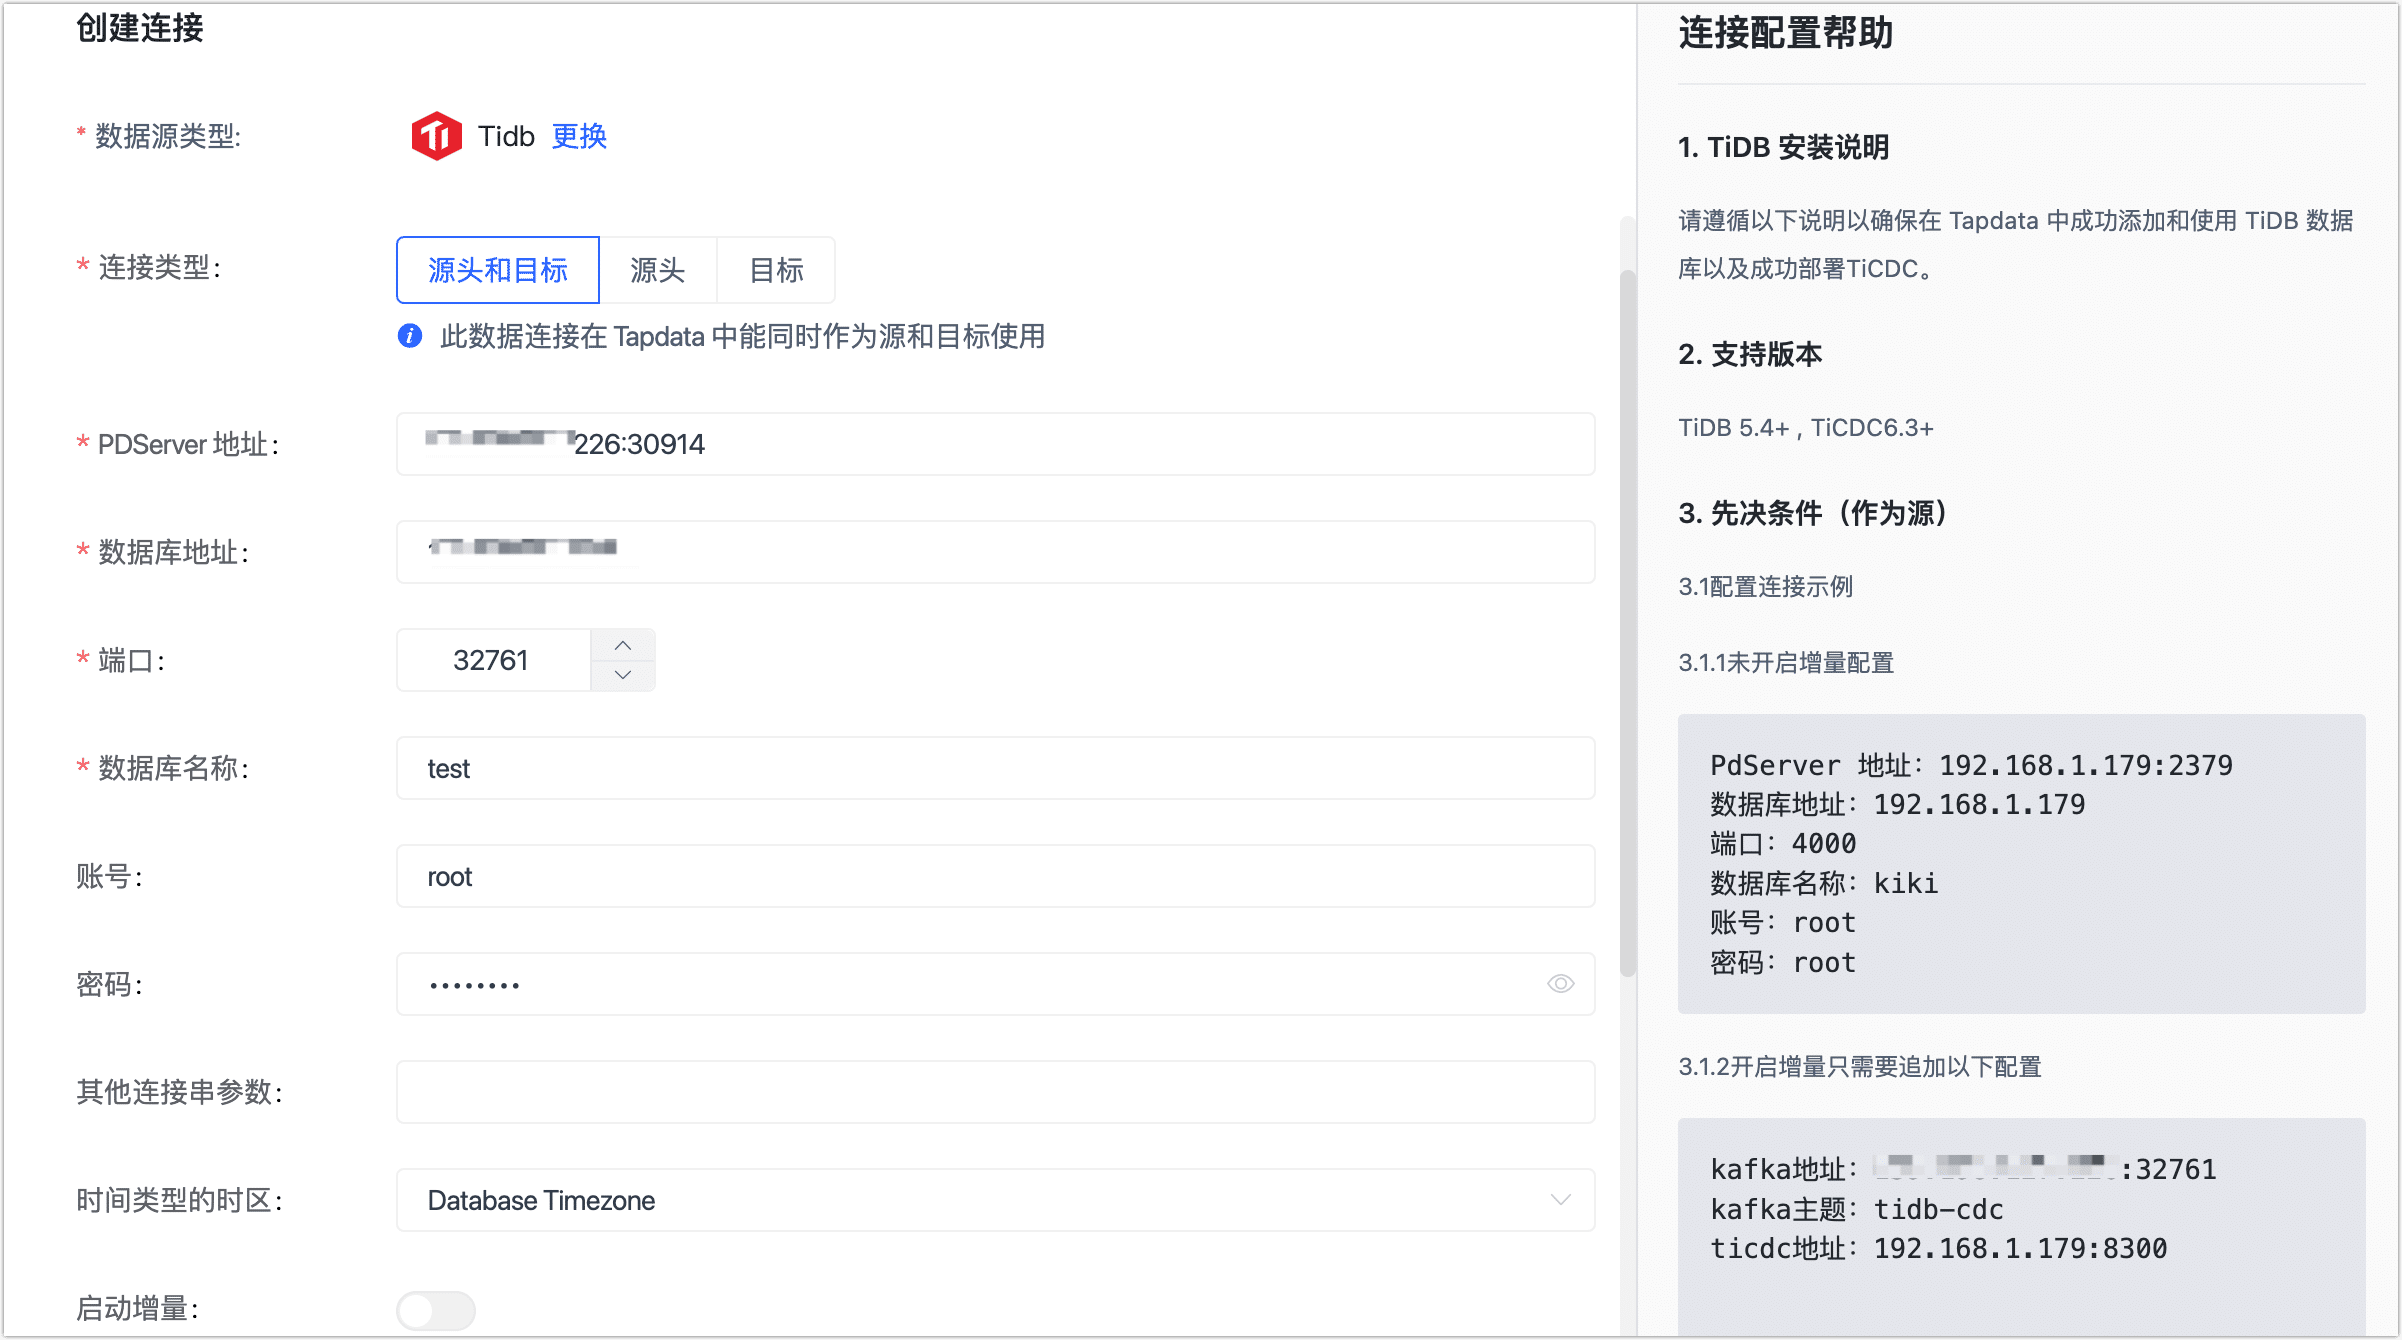 创建连接
* 数据源类型:
Tidb 更换
* 连接类型:
源头和目标 源头 目标
此数据连接在 Tapdata 中能同时作为源和目标使用
* PDServer 地址:
226:30914
* 数据库地址:
* 端口:
32761
* 数据库名称:
test
账号:
root
密码:
••••••••
其他连接串参数:
时间类型的时区:
Database Timezone
启动增量:
连接配置帮助
1. TiDB 安装说明
请遵循以下说明以确保在 Tapdata 中成功添加和使用 TiDB 数据
库以及成功部署TiCDC。
2. 支持版本
TiDB 5.4+ , TiCDC6.3+
3. 先决条件（作为源）
3.1配置连接示例
3.1.1未开启增量配置
PdServer 地址：192.168.1.179:2379
数据库地址：192.168.1.179
端口：4000
数据库名称：kiki
账号：root
密码：root
3.1.2开启增量只需要追加以下配置
kafka地址：:32761
kafka主题：tidb-cdc
ticdc地址：192.168.1.179:8300